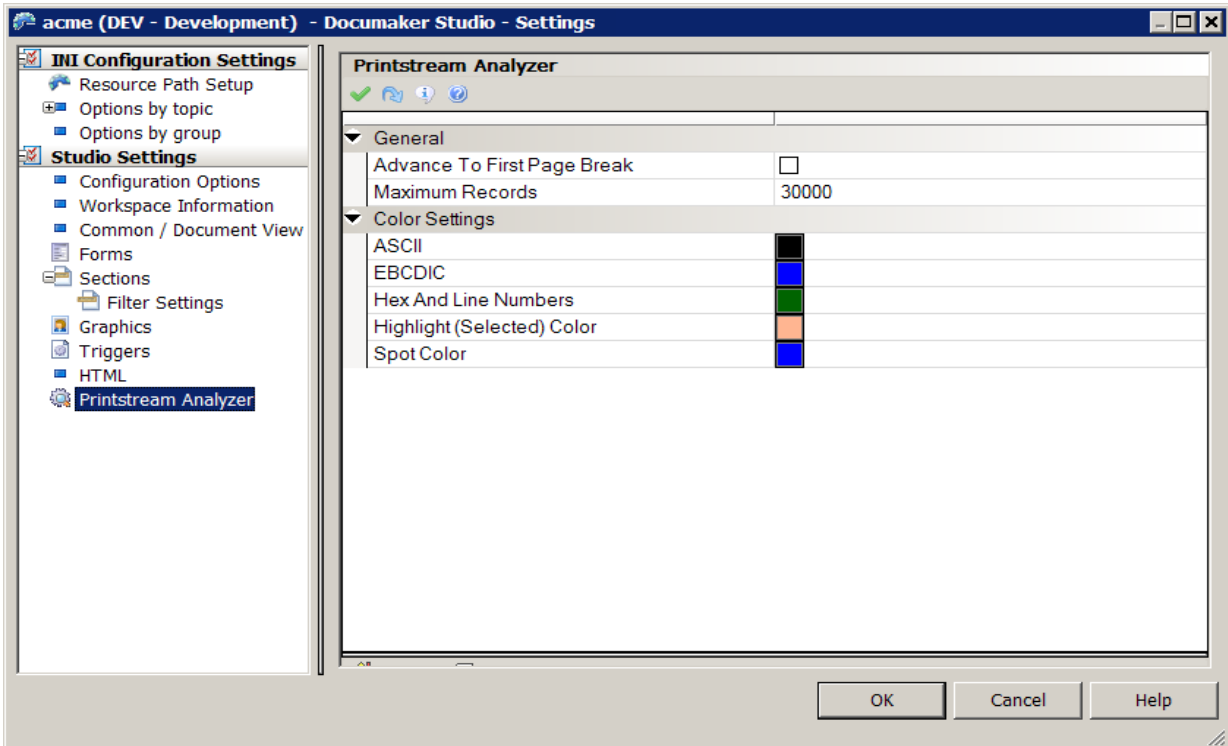 acme (DEV - Development) - Documaker Studio - Settings
INI Configuration Settings
Resource Path Setup
Options by topic
Options by group
Studio Settings
Configuration Options
Workspace Information
Common / Document View
Forms
Sections
Filter Settings
Graphics
Triggers
HTML
Printstream Analyzer
Printstream Analyzer
General
Advance To First Page Break
Maximum Records 30000
Color Settings
ASCII
EBCDIC
Hex And Line Numbers
Highlight (Selected) Color
Spot Color
OK Cancel Help